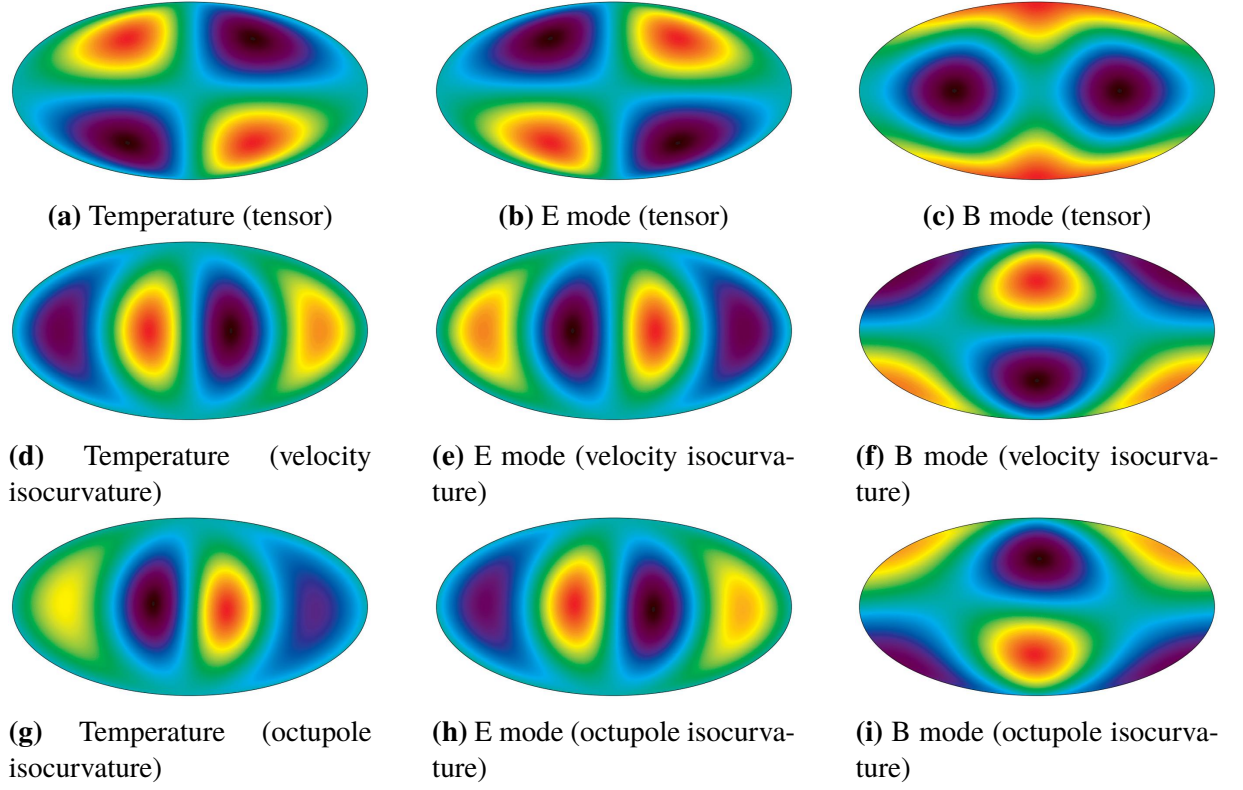 (a) Temperature (tensor)
(b) E mode (tensor)
(c) B mode (tensor)
(d) Temperature (velocity
isocurvature)
(e) E mode (velocity isocurva-
ture)
(f) B mode (velocity isocurva-
ture)
(g) Temperature (octupole
isocurvature)
(h) E mode (octupole isocurva-
ture)
(i) B mode (octupole isocurva-
ture)